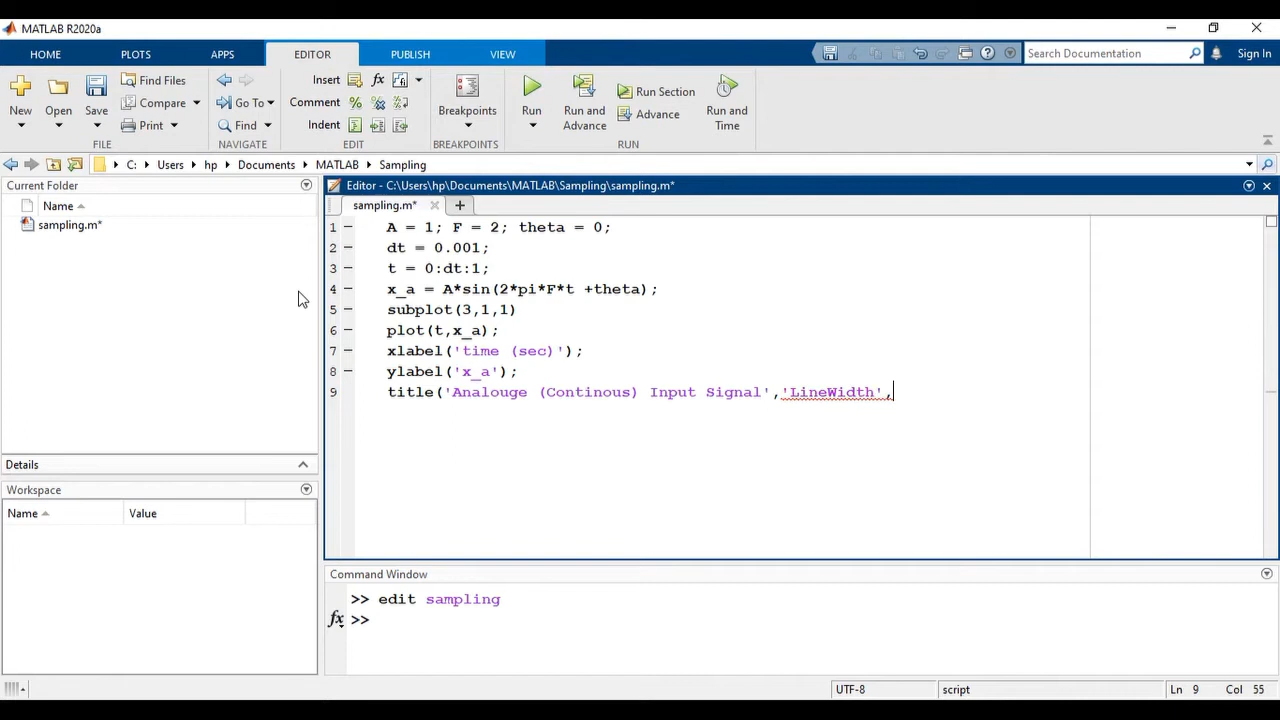 MATLAB R2020a
HOME PLOTS APPS EDITOR PUBLISH VIEW Search Documentation Sign In
New Open Save Find Files Compare Print Go To Find Insert fx Comment % Indent Breakpoints Run Run and Advance Run Section Advance Run and Time
FILE NAVIGATE EDIT BREAKPOINTS RUN
C: Users hp Documents MATLAB Sampling
Current Folder
Name
sampling.m*
Details
Workspace
Name Value
Editor - C:\Users\hp\Documents\MATLAB\Sampling\sampling.m*
sampling.m* +
1 – A = 1; F = 2; theta = 0;
2 – dt = 0.001;
3 – t = 0:dt:1;
4 – x_a = A*sin(2*pi*F*t +theta);
5 – subplot(3,1,1)
6 – plot(t,x_a);
7 – xlabel('time (sec)');
8 – ylabel('x_a');
9 title('Analouge (Continous) Input Signal','LineWidth',
Command Window
>> edit sampling
fx >>
UTF-8 script Ln 9 Col 55